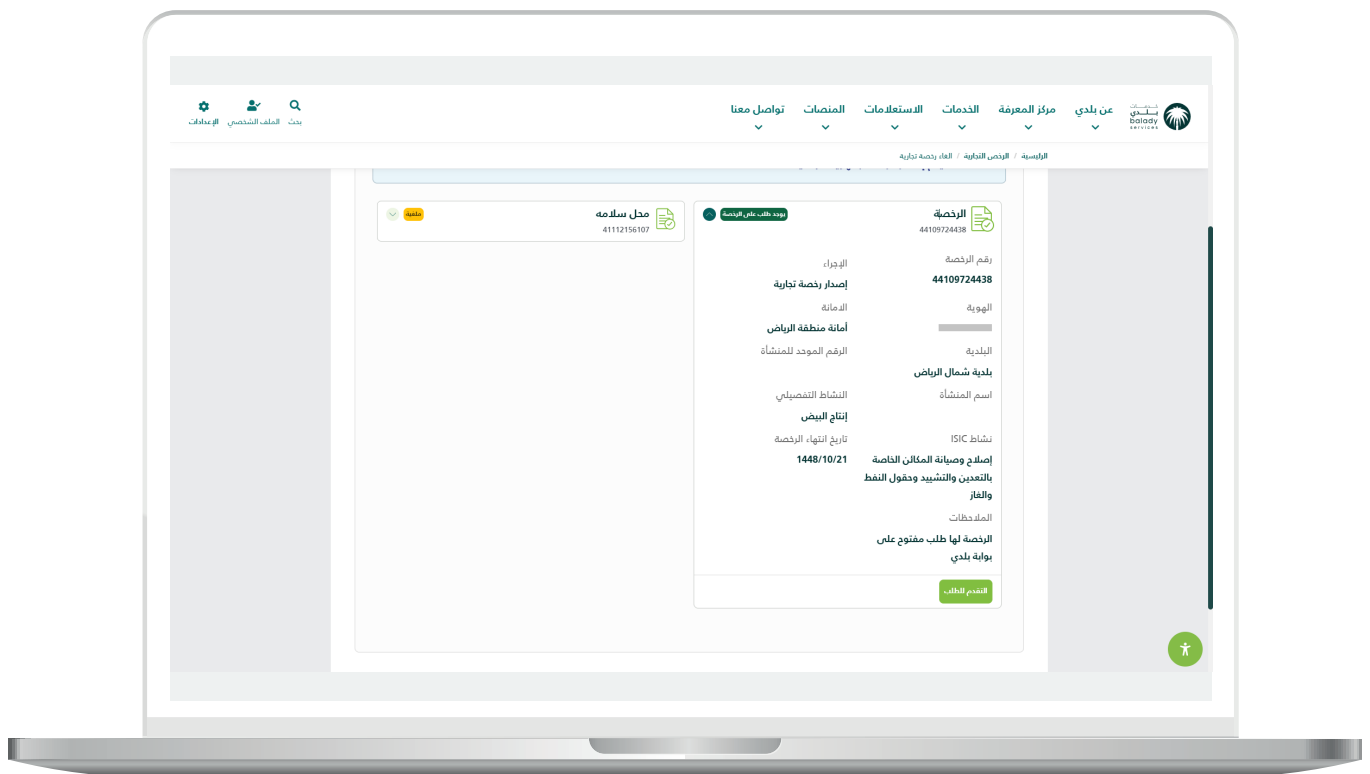 خدمات
بلدي
balady
services
عن بلدي
مركز المعرفة
الخدمات
الاستعلامات
المنصات
تواصل معنا
بحث
الملف الشخصي
الإعدادات
الرئيسية / الرخص التجارية / الغاء رخصة تجارية
الرخصة
44109724438
يوجد طلب على الرخصة
محل سلامه
41112156107
ملغية
رقم الرخصة
44109724438
الإجراء
إصدار رخصة تجارية
الهوية
الامانة
أمانة منطقة الرياض
البلدية
بلدية شمال الرياض
الرقم الموحد للمنشأة
اسم المنشأة
النشاط التفصيلي
إنتاج البيض
نشاط ISIC
إصلاح وصيانة المكائن الخاصة
بالتعدين والتشييد وحقول النفط
والغاز
تاريخ انتهاء الرخصة
1448/10/21
الملاحظات
الرخصة لها طلب مفتوح على
بوابة بلدي
التقدم للطلب